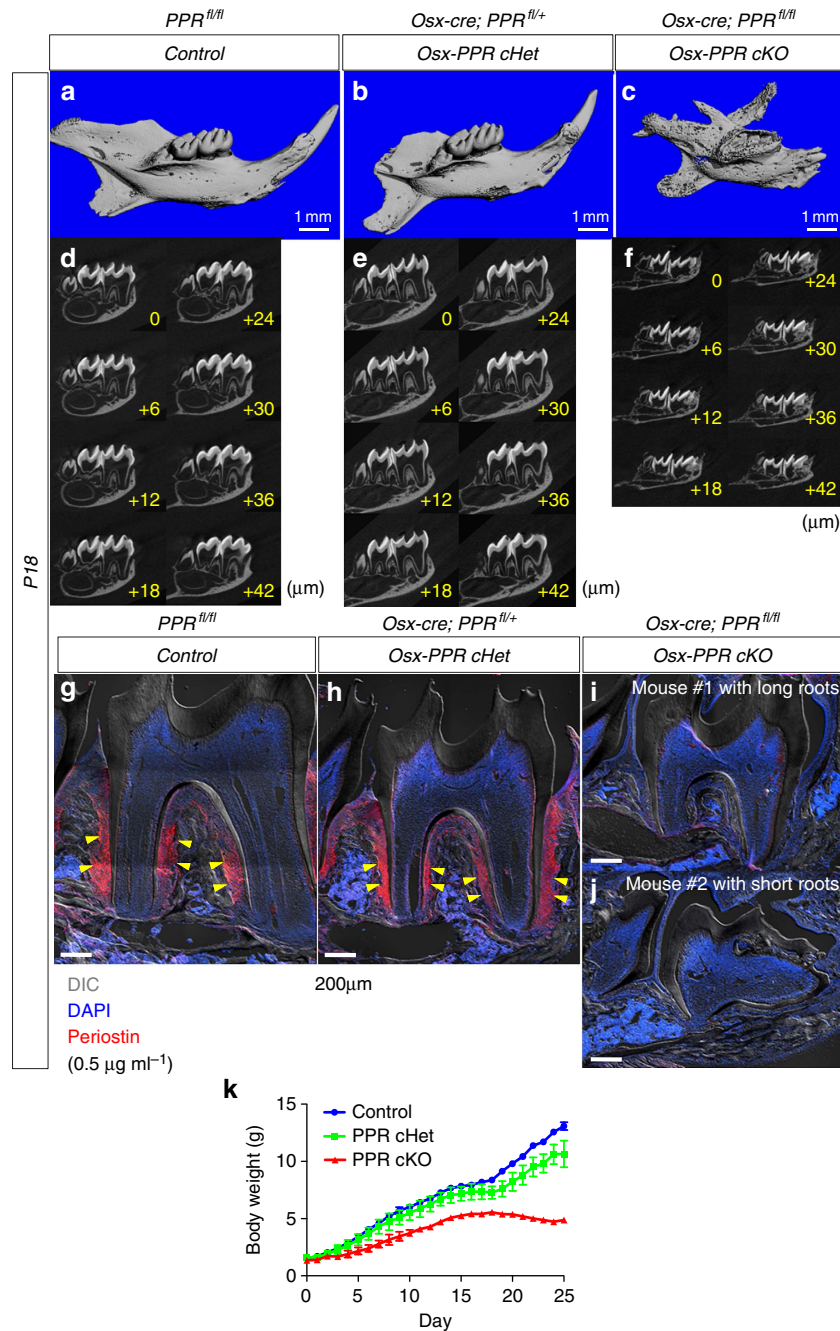 PPR^fl/fl Osx-cre; PPR^fl/+ Osx-cre; PPR^fl/fl
Control Osx-PPR cHet Osx-PPR cKO
P18
a b c
1 mm 1 mm 1 mm
d e f
0 +24 0 +24 0 +24
+6 +30 +6 +30 +6 +30
+12 +36 +12 +36 +12 +36
+18 +42 +18 +42 +18 +42
(μm) (μm) (μm)
PPR^fl/fl Osx-cre; PPR^fl/+ Osx-cre; PPR^fl/fl
Control Osx-PPR cHet Osx-PPR cKO
g h i Mouse #1 with long roots
j Mouse #2 with short roots
DIC 200μm
DAPI
Periostin
(0.5 μg ml⁻¹)
k
Control
PPR cHet
PPR cKO
Body weight (g)
15
10
5
0
0 5 10 15 20 25
Day